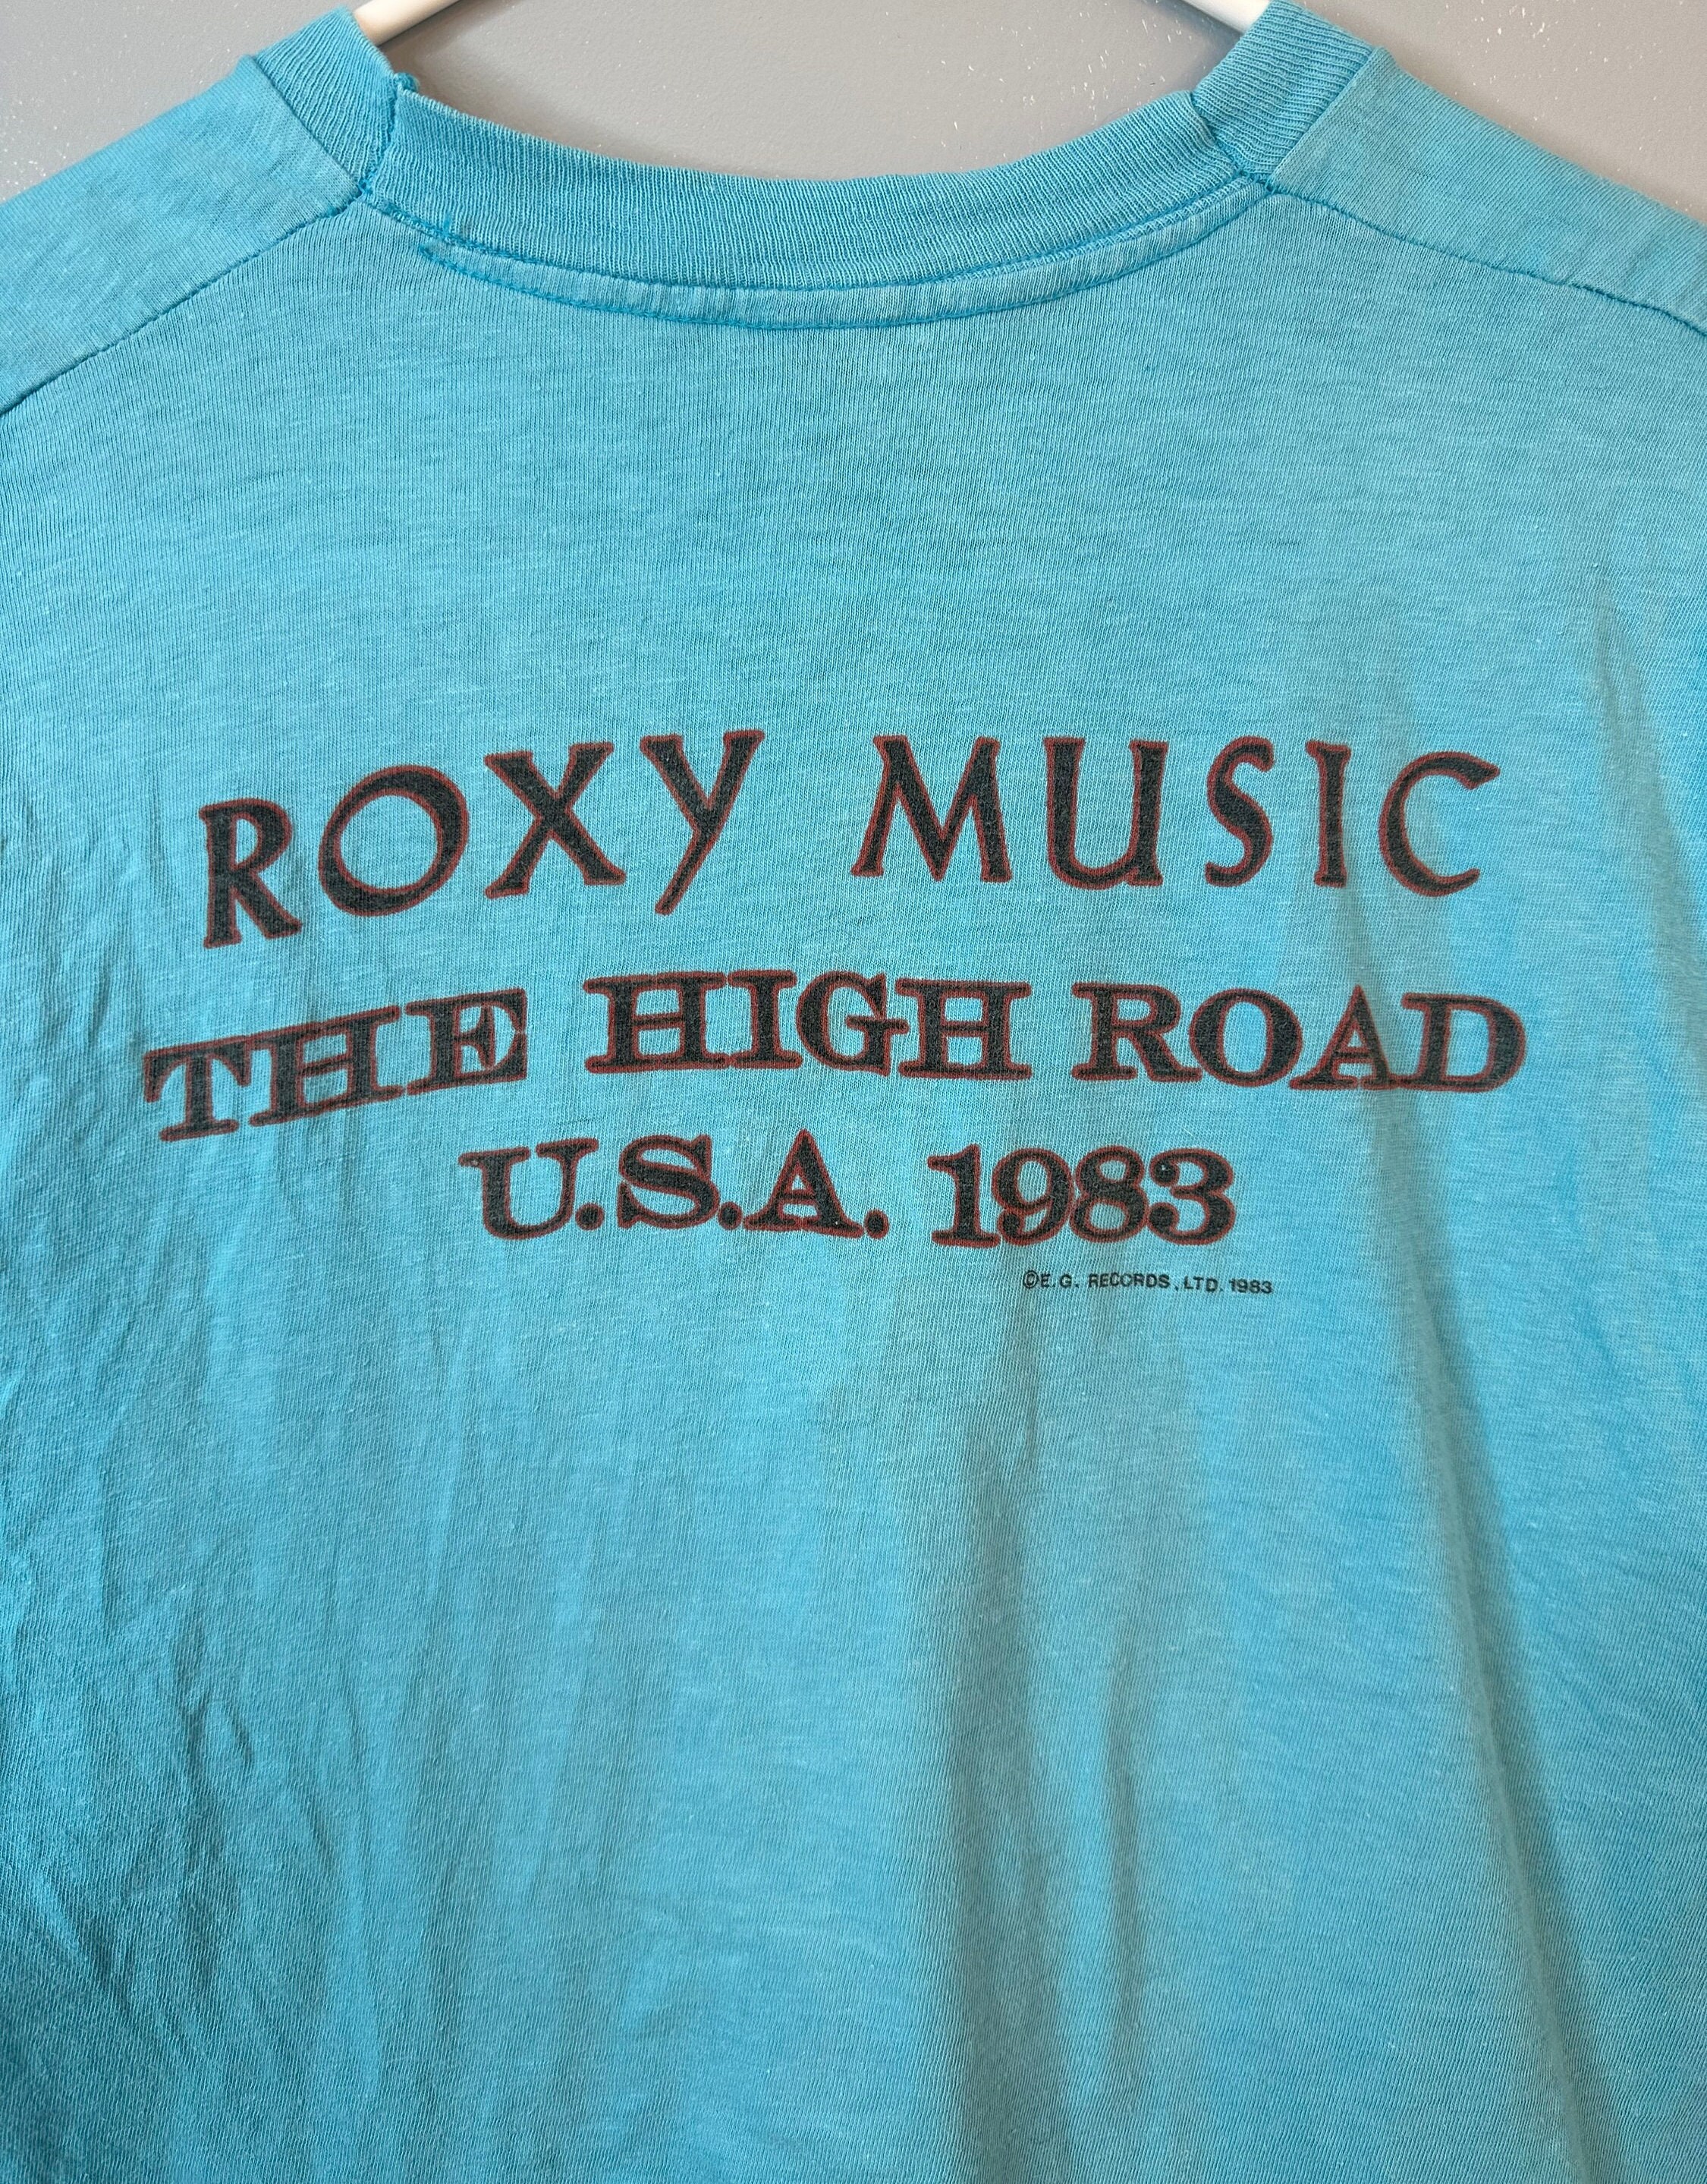 ROXY MUSIC
THE HIGH ROAD
U.S.A. 1983
©E.G. RECORDS, LTD. 1983